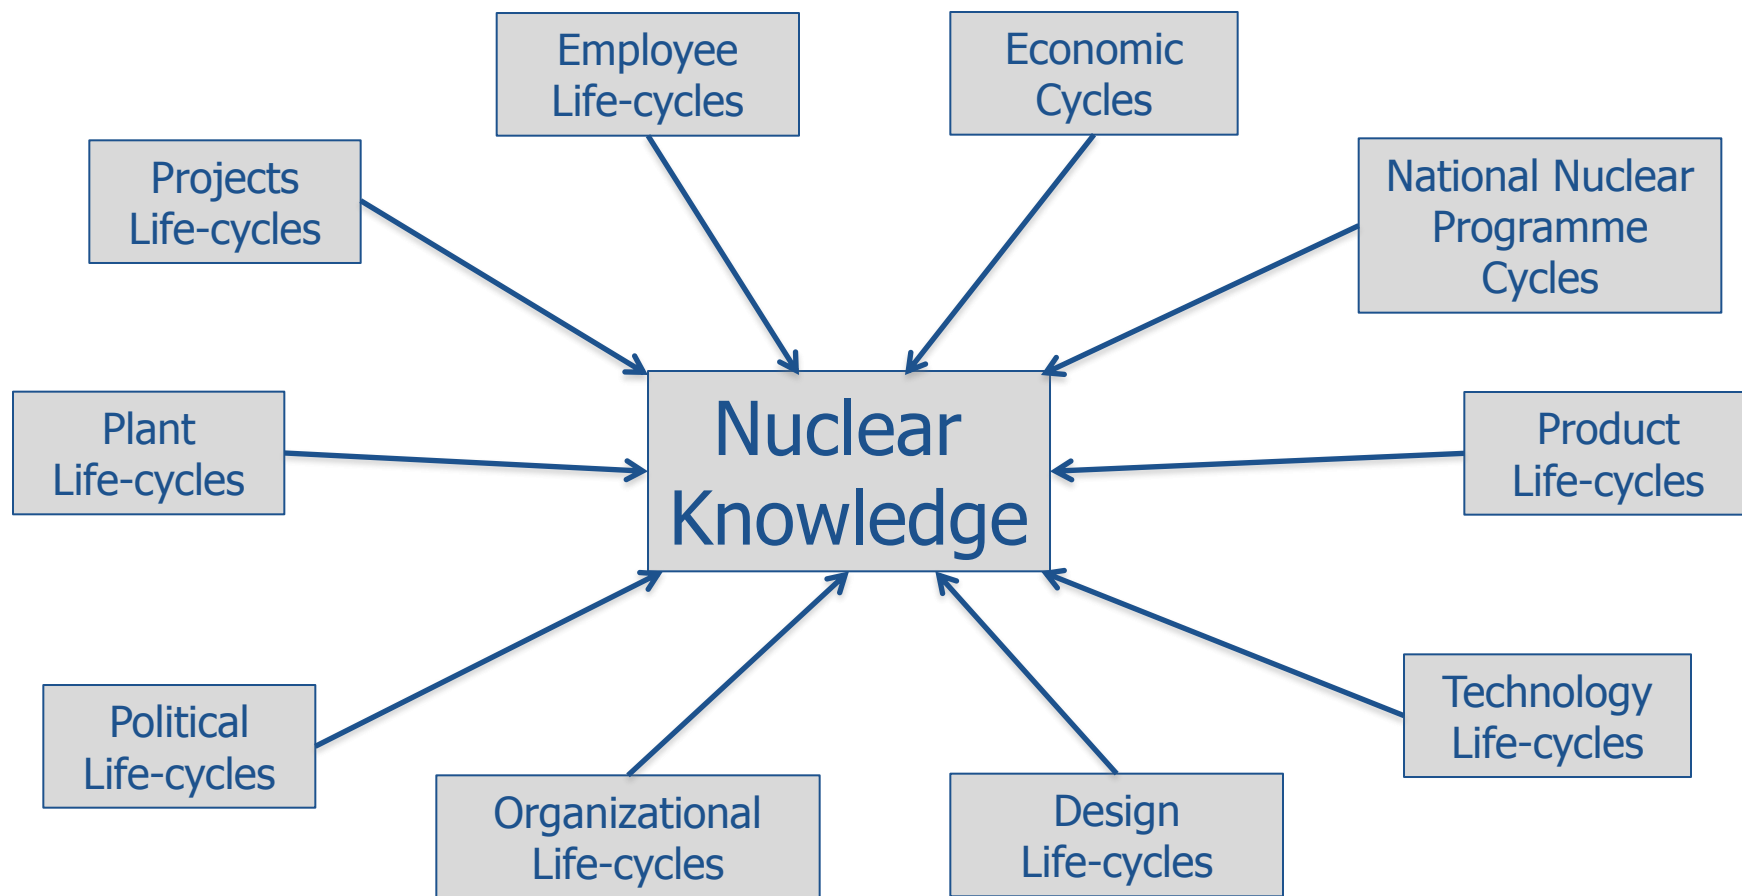 Employee
Life-cycles
Economic
Cycles
Projects
Life-cycles
National Nuclear
Programme
Cycles
Plant
Life-cycles
Nuclear
Knowledge
Product
Life-cycles
Political
Life-cycles
Technology
Life-cycles
Organizational
Life-cycles
Design
Life-cycles